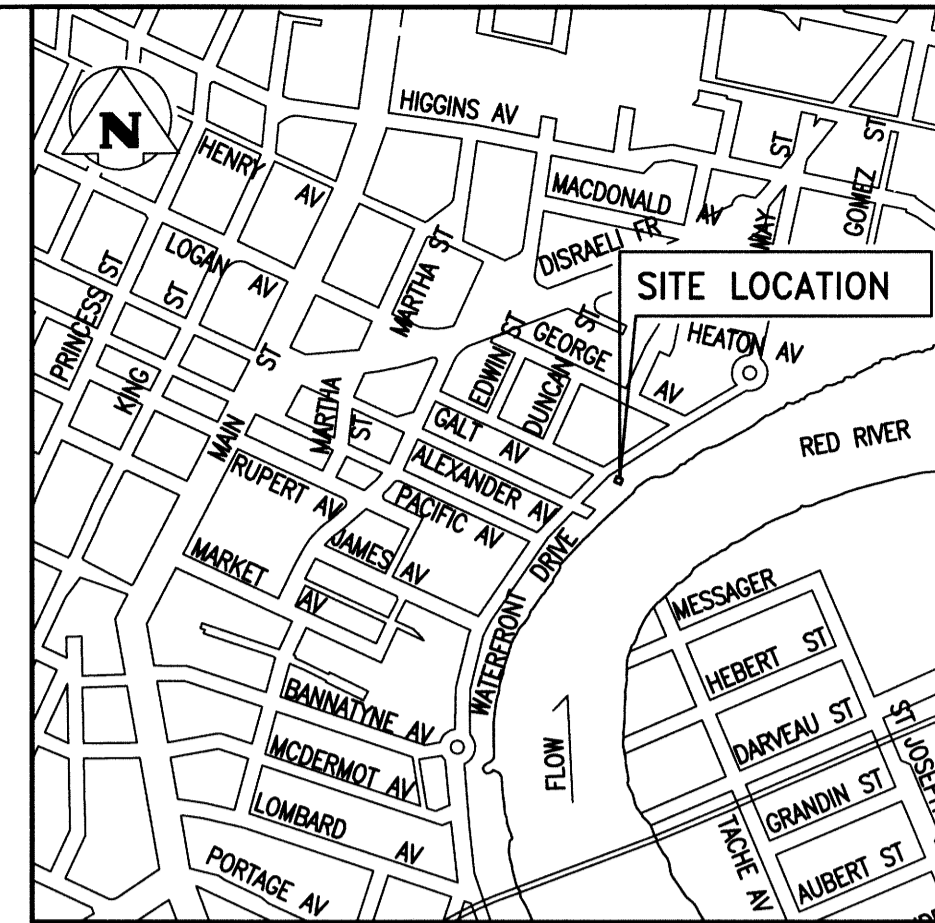 N
HIGGINS AV
HENRY AV
MACDONALD AV
ST
ST
GOMEZ
DISRAELI FR
SITE LOCATION
LOGAN AV
MARTHA ST
PRINCESS ST
KING ST
MAIN ST
MARTHA ST
EDWIN ST
GEORGE AV
DUNCAN ST
HEATON AV
RED RIVER
GALT AV
ALEXANDER AV
PACIFIC AV
RUPERT AV
JAMES AV
MARKET AV
WATERFRONT DRIVE
BANNATYNE AV
MCDERMOT AV
LOMBARD AV
PORTAGE AV
FLOW
MESSAGER
HEBERT ST
DARVEAU ST
GRANDIN ST
AUBERT ST
TACHE AV
ST JOSEPH